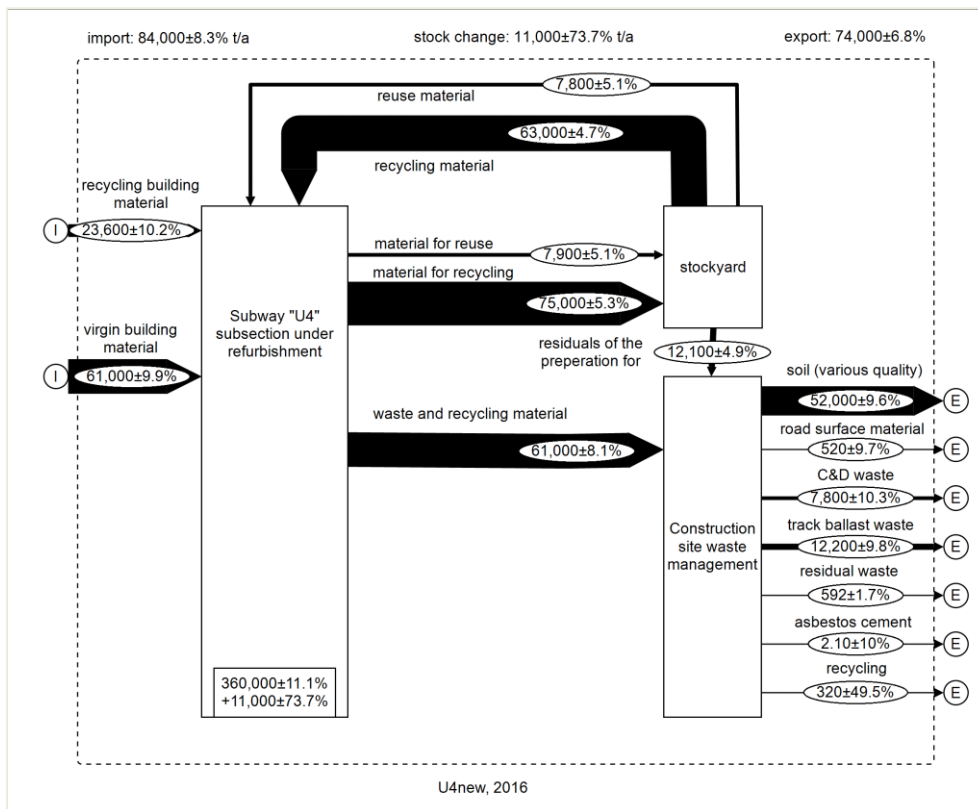 import: 84,000±8.3% t/a
stock change: 11,000±73.7% t/a
export: 74,000±6.8%
7,800±5.1%
reuse material
63,000±4.7%
recycling material
recycling building
material
I
23,600±10.2%
material for reuse
7,900±5.1%
material for recycling
75,000±5.3%
stockyard
Subway "U4"
subsection under
refurbishment
virgin building
material
I
61,000±9.9%
residuals of the
preperation for
12,100±4.9%
waste and recycling material
61,000±8.1%
Construction
site waste
management
soil (various quality)
52,000±9.6%
E
road surface material
520±9.7%
E
C&D waste
7,800±10.3%
E
track ballast waste
12,200±9.8%
E
residual waste
592±1.7%
E
asbestos cement
2.10±10%
E
recycling
320±49.5%
E
360,000±11.1%
+11,000±73.7%
U4new, 2016